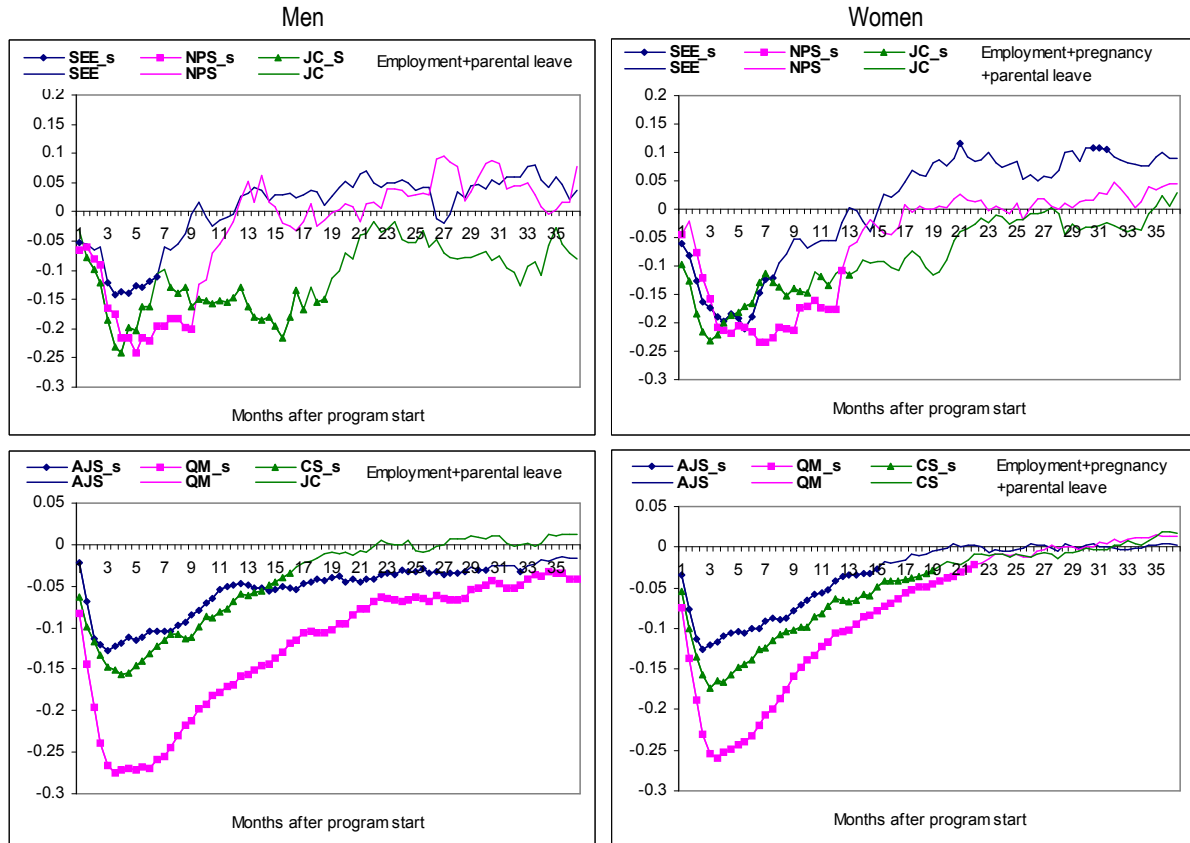 Men
Women
SEE_s NPS_s JC_S Employment+parental leave
SEE NPS JC
0.2
0.15
0.1
0.05
0
-0.05
-0.1
-0.15
-0.2
-0.25
-0.3
1 3 5 7 9 11 13 15 17 19 21 23 25 27 29 31 33 35
Months after program start
SEE_s NPS_s JC_s Employment+pregnancy
SEE NPS JC +parental leave
0.2
0.15
0.1
0.05
0
-0.05
-0.1
-0.15
-0.2
-0.25
-0.3
1 3 5 7 9 11 13 15 17 19 21 23 25 27 29 31 33 35
Months after program start
AJS_s QM_s CS_s Employment+parental leave
AJS QM JC
0.05
0
-0.05
-0.1
-0.15
-0.2
-0.25
-0.3
1 3 5 7 9 11 13 15 17 19 21 23 25 27 29 31 33 35
Months after program start
AJS_s QM_s CS_s Employment+pregnancy
AJS QM CS +parental leave
0.05
0
-0.05
-0.1
-0.15
-0.2
-0.25
-0.3
1 3 5 7 9 11 13 15 17 19 21 23 25 27 29 31 33 35
Months after program start